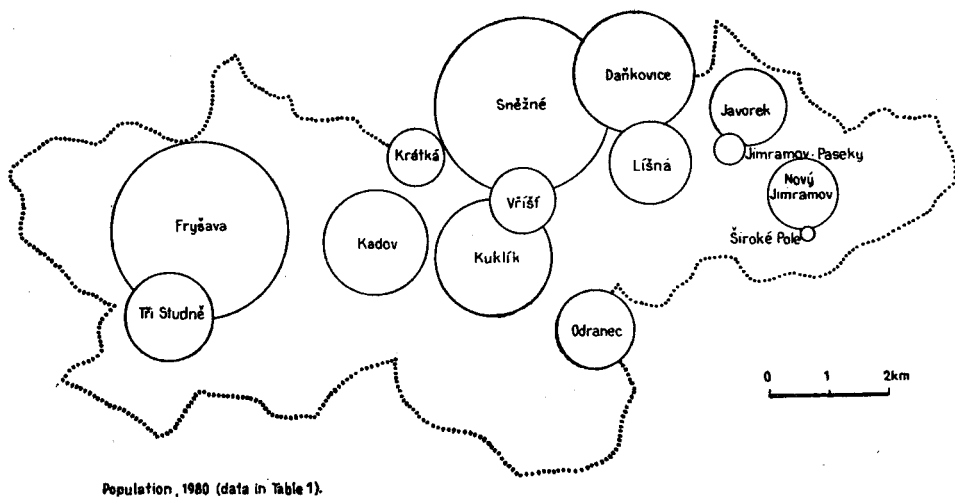 Daňkovice
Sněžné
Javorek
Krátká
Líšná
Jimramov - Paseky
Nový
Jimramov
Vříšť
Fryšava
Kadov
Kuklík
Široké Pole
Tři Studně
Odranec
0 1 2km
Population, 1980 (data in Table 1).